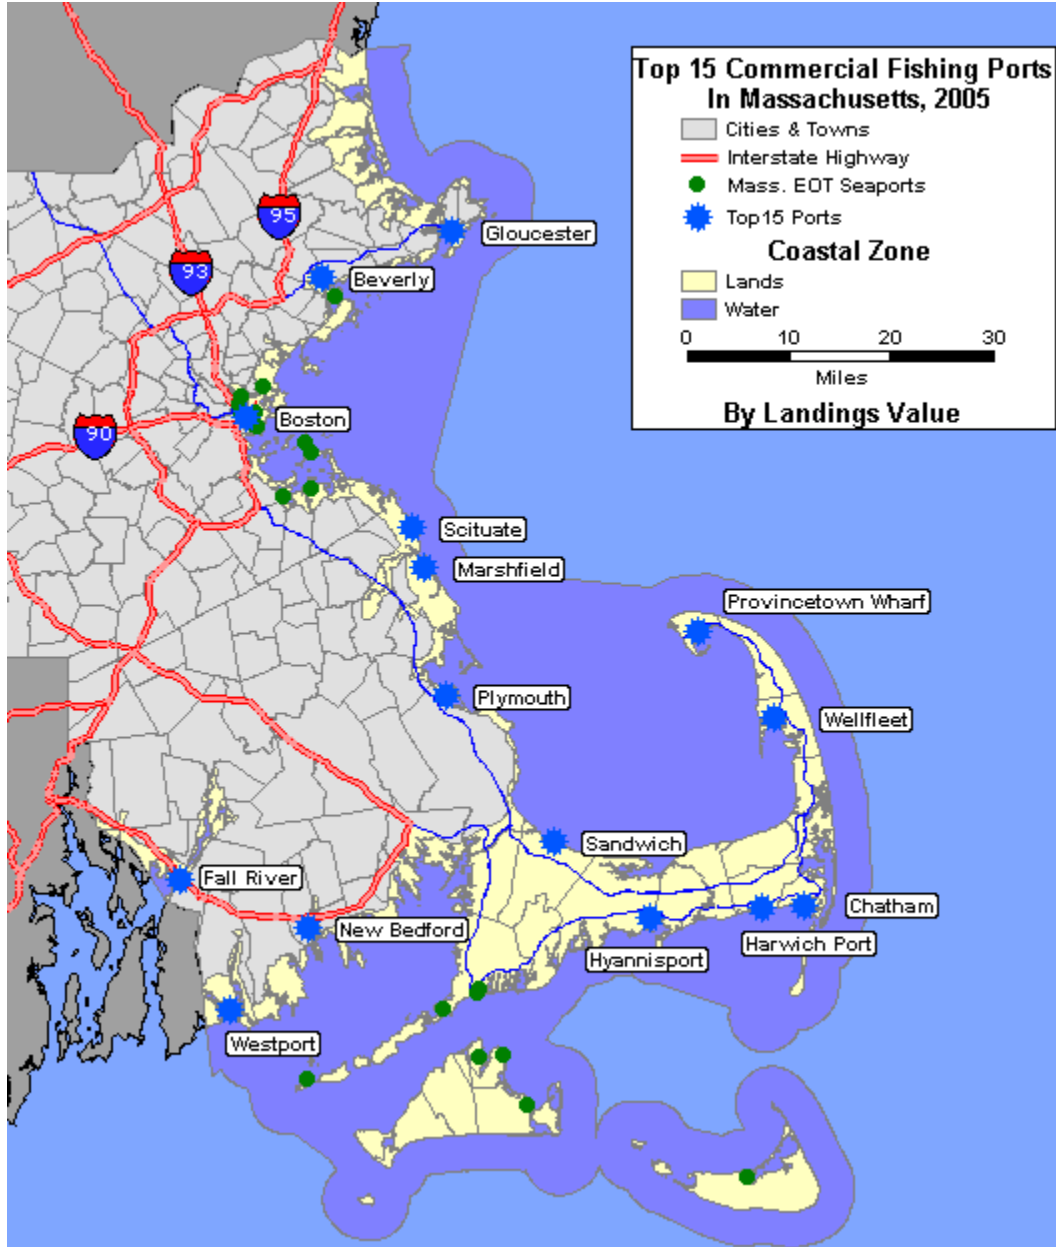 Top 15 Commercial Fishing Ports
In Massachusetts, 2005
Cities & Towns
Interstate Highway
Mass. EOT Seaports
Top15 Ports
Coastal Zone
Lands
Water
0 10 20 30
Miles
By Landings Value
95
93
90
Gloucester
Beverly
Boston
Scituate
Marshfield
Provincetown Wharf
Plymouth
Wellfleet
Sandwich
Fall River
Chatham
New Bedford
Harwich Port
Hyannisport
Westport